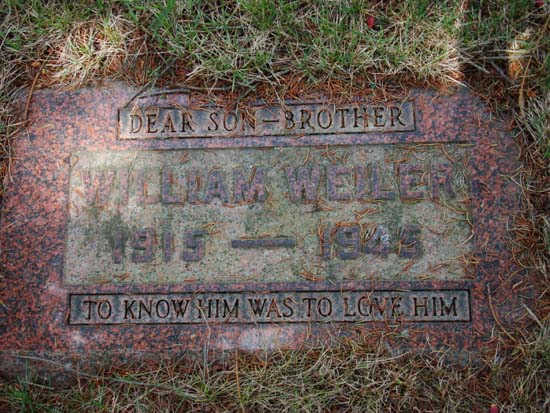 DEAR SON — BROTHER
WILLIAM WEILER
1915 — 1945
TO KNOW HIM WAS TO LOVE HIM